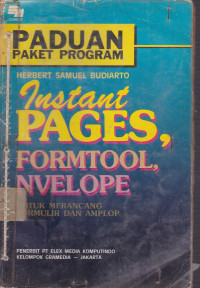 PADUAN
PAKET PROGRAM
HERBERT SAMUEL BUDIARTO
Instant
PAGES,
FORMTOOL,
NVELOPE
UNTUK MERANCANG
FORMULIR DAN AMPLOP
PENERBIT PT ELEX MEDIA KOMPUTINDO
KELOMPOK GRAMEDIA — JAKARTA